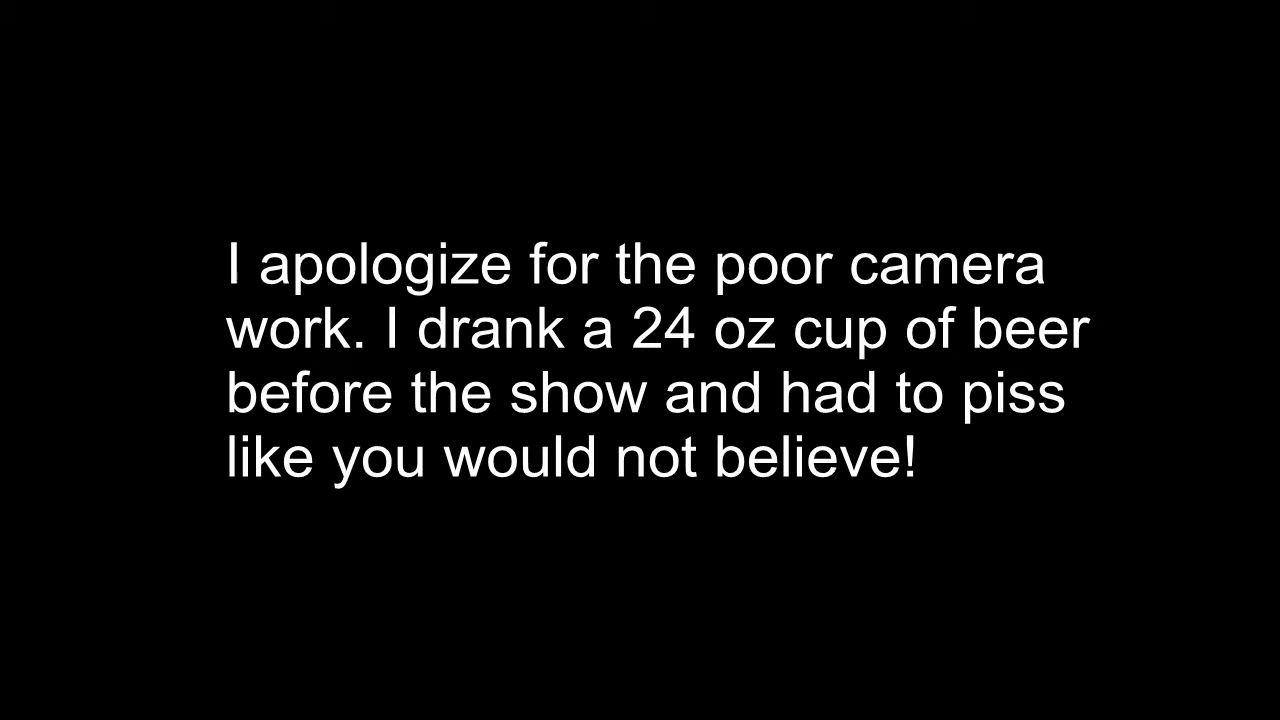 I apologize for the poor camera
work. I drank a 24 oz cup of beer
before the show and had to piss
like you would not believe!